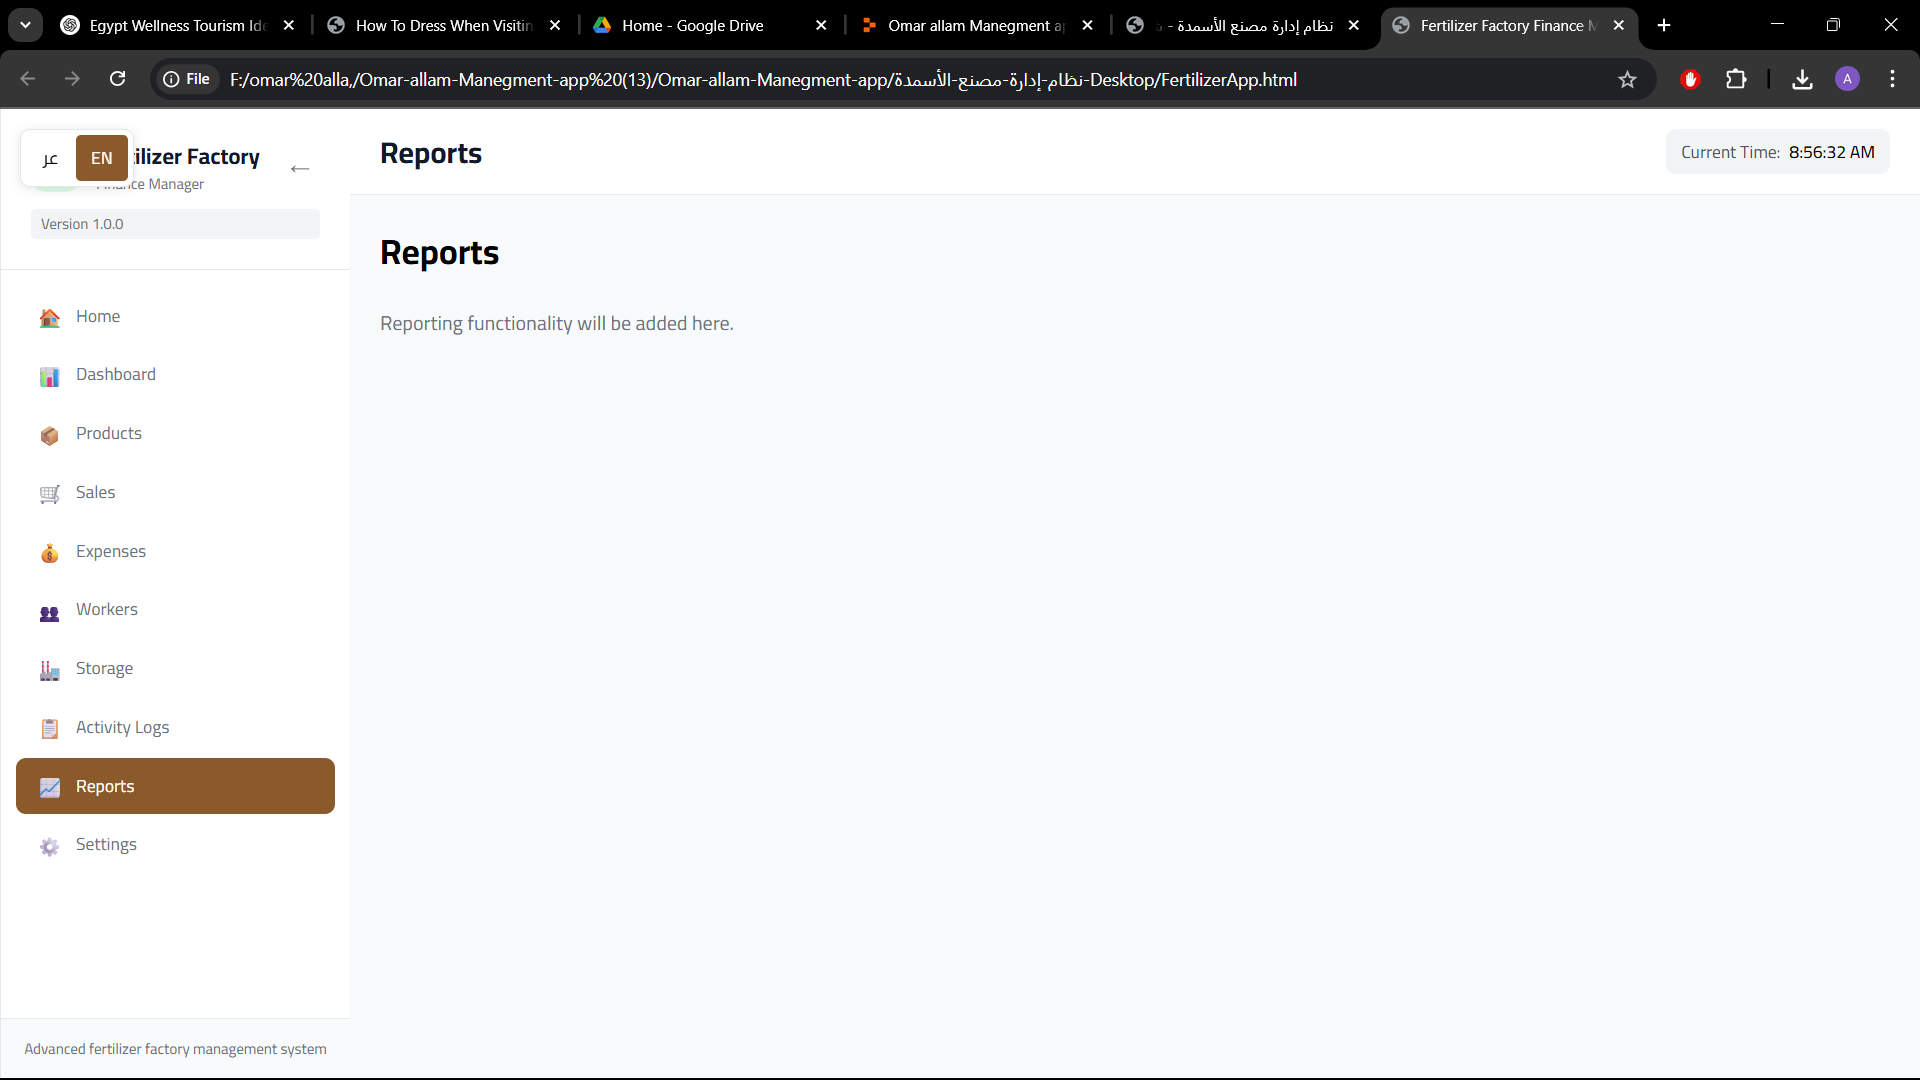 Egypt Wellness Tourism Ide
How To Dress When Visitin
Home - Google Drive
Omar allam Manegment a
نظام إدارة مصنع الأسمدة -
Fertilizer Factory Finance M
File
F:/omar%20alla,/Omar-allam-Manegment-app%20(13)/Omar-allam-Manegment-app/نظام-إدارة-مصنع-الأسمدة-Desktop/FertilizerApp.html
A
عر
EN
tilizer Factory
←
Finance Manager
Version 1.0.0
Home
Dashboard
Products
Sales
Expenses
Workers
Storage
Activity Logs
Reports
Settings
Advanced fertilizer factory management system
Reports
Current Time: 8:56:32 AM
Reports
Reporting functionality will be added here.